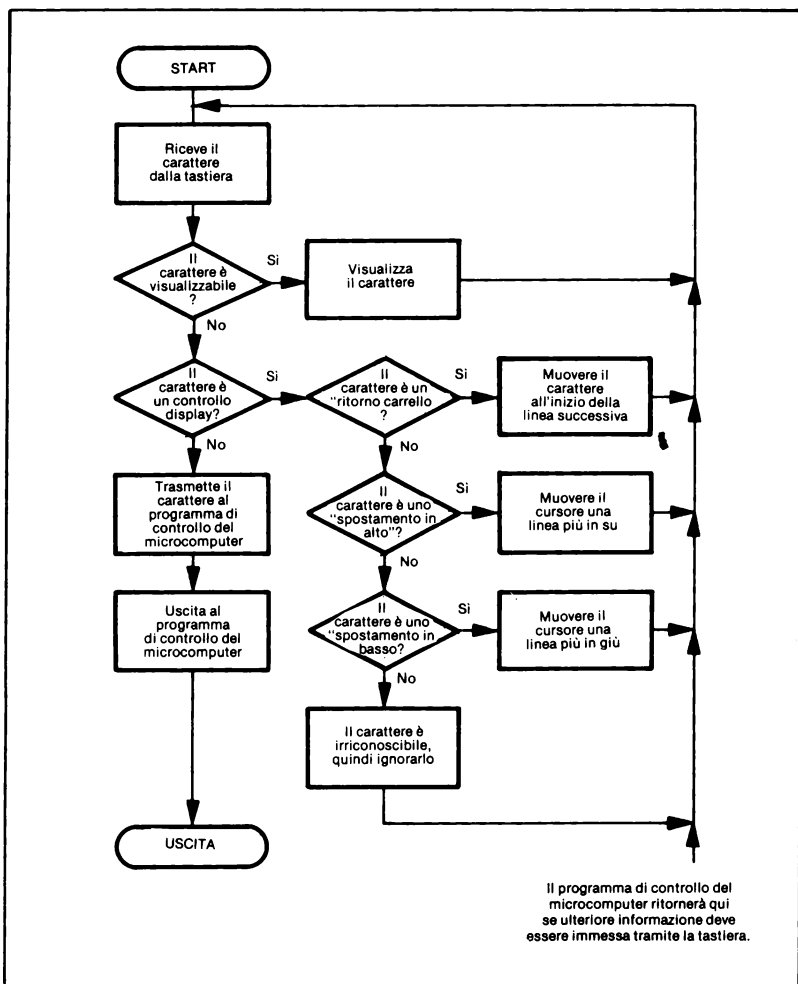 START
Riceve il
carattere
dalla tastiera
Il
carattere è
visualizzabile
?
Sì
Visualizza
il carattere
No
Il
carattere è
un controllo
display?
Sì
Il
carattere è un
"ritorno carrello
?
Sì
Muovere il
carattere
all'inizio della
linea successiva
No
No
Trasmette il
carattere al
programma di
controllo del
microcomputer
Il
carattere è uno
"spostamento in
alto"?
Sì
Muovere il
cursore una
linea più in su
No
Uscita al
programma
di controllo del
microcomputer
Il
carattere è uno
"spostamento in
basso?
Sì
Muovere il
cursore una
linea più in giù
No
Il carattere è
irriconoscibile,
quindi ignorarlo
USCITA
Il programma di controllo del
microcomputer ritornerà qui
se ulteriore informazione deve
essere immessa tramite la tastiera.